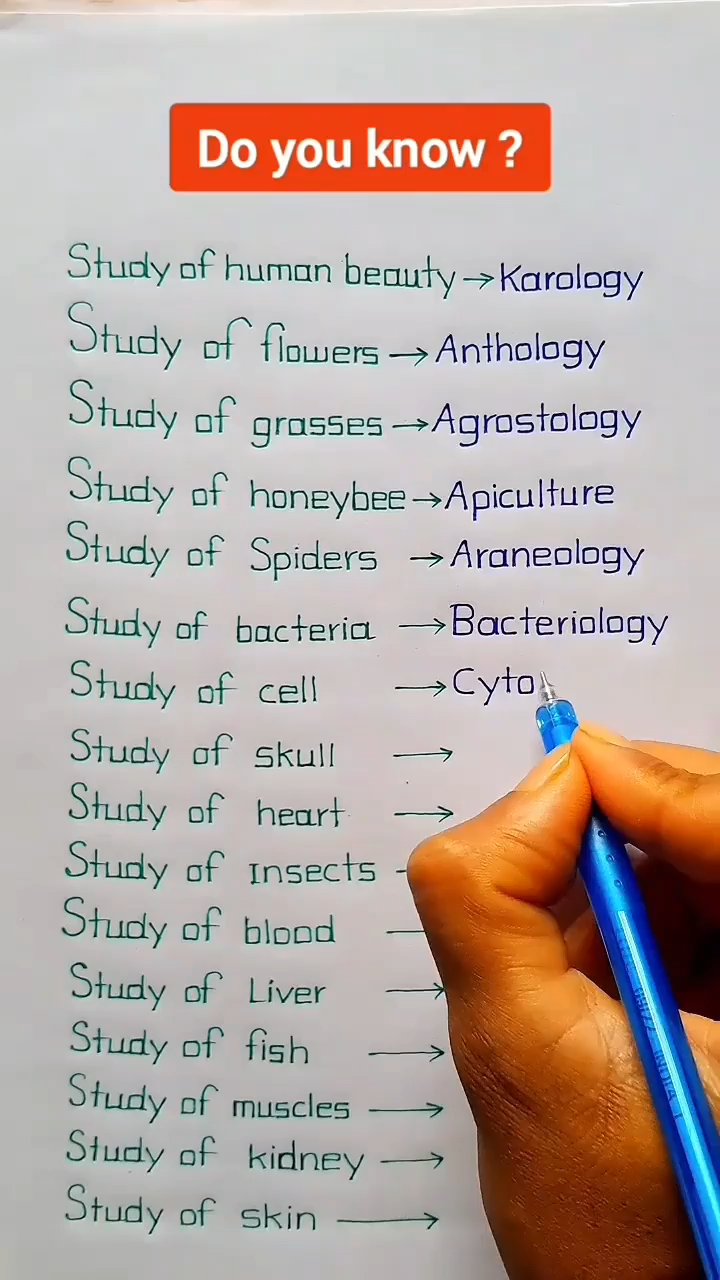 Do you know ?
Study of human beauty → Karology
Study of flowers → Anthology
Study of grasses → Agrostology
Study of honeybee → Apiculture
Study of Spiders → Araneology
Study of bacteria → Bacteriology
Study of cell → Cyto
Study of skull →
Study of heart →
Study of Insects -
Study of blood —
Study of Liver →
Study of fish →
Study of muscles →
Study of kidney →
Study of skin →